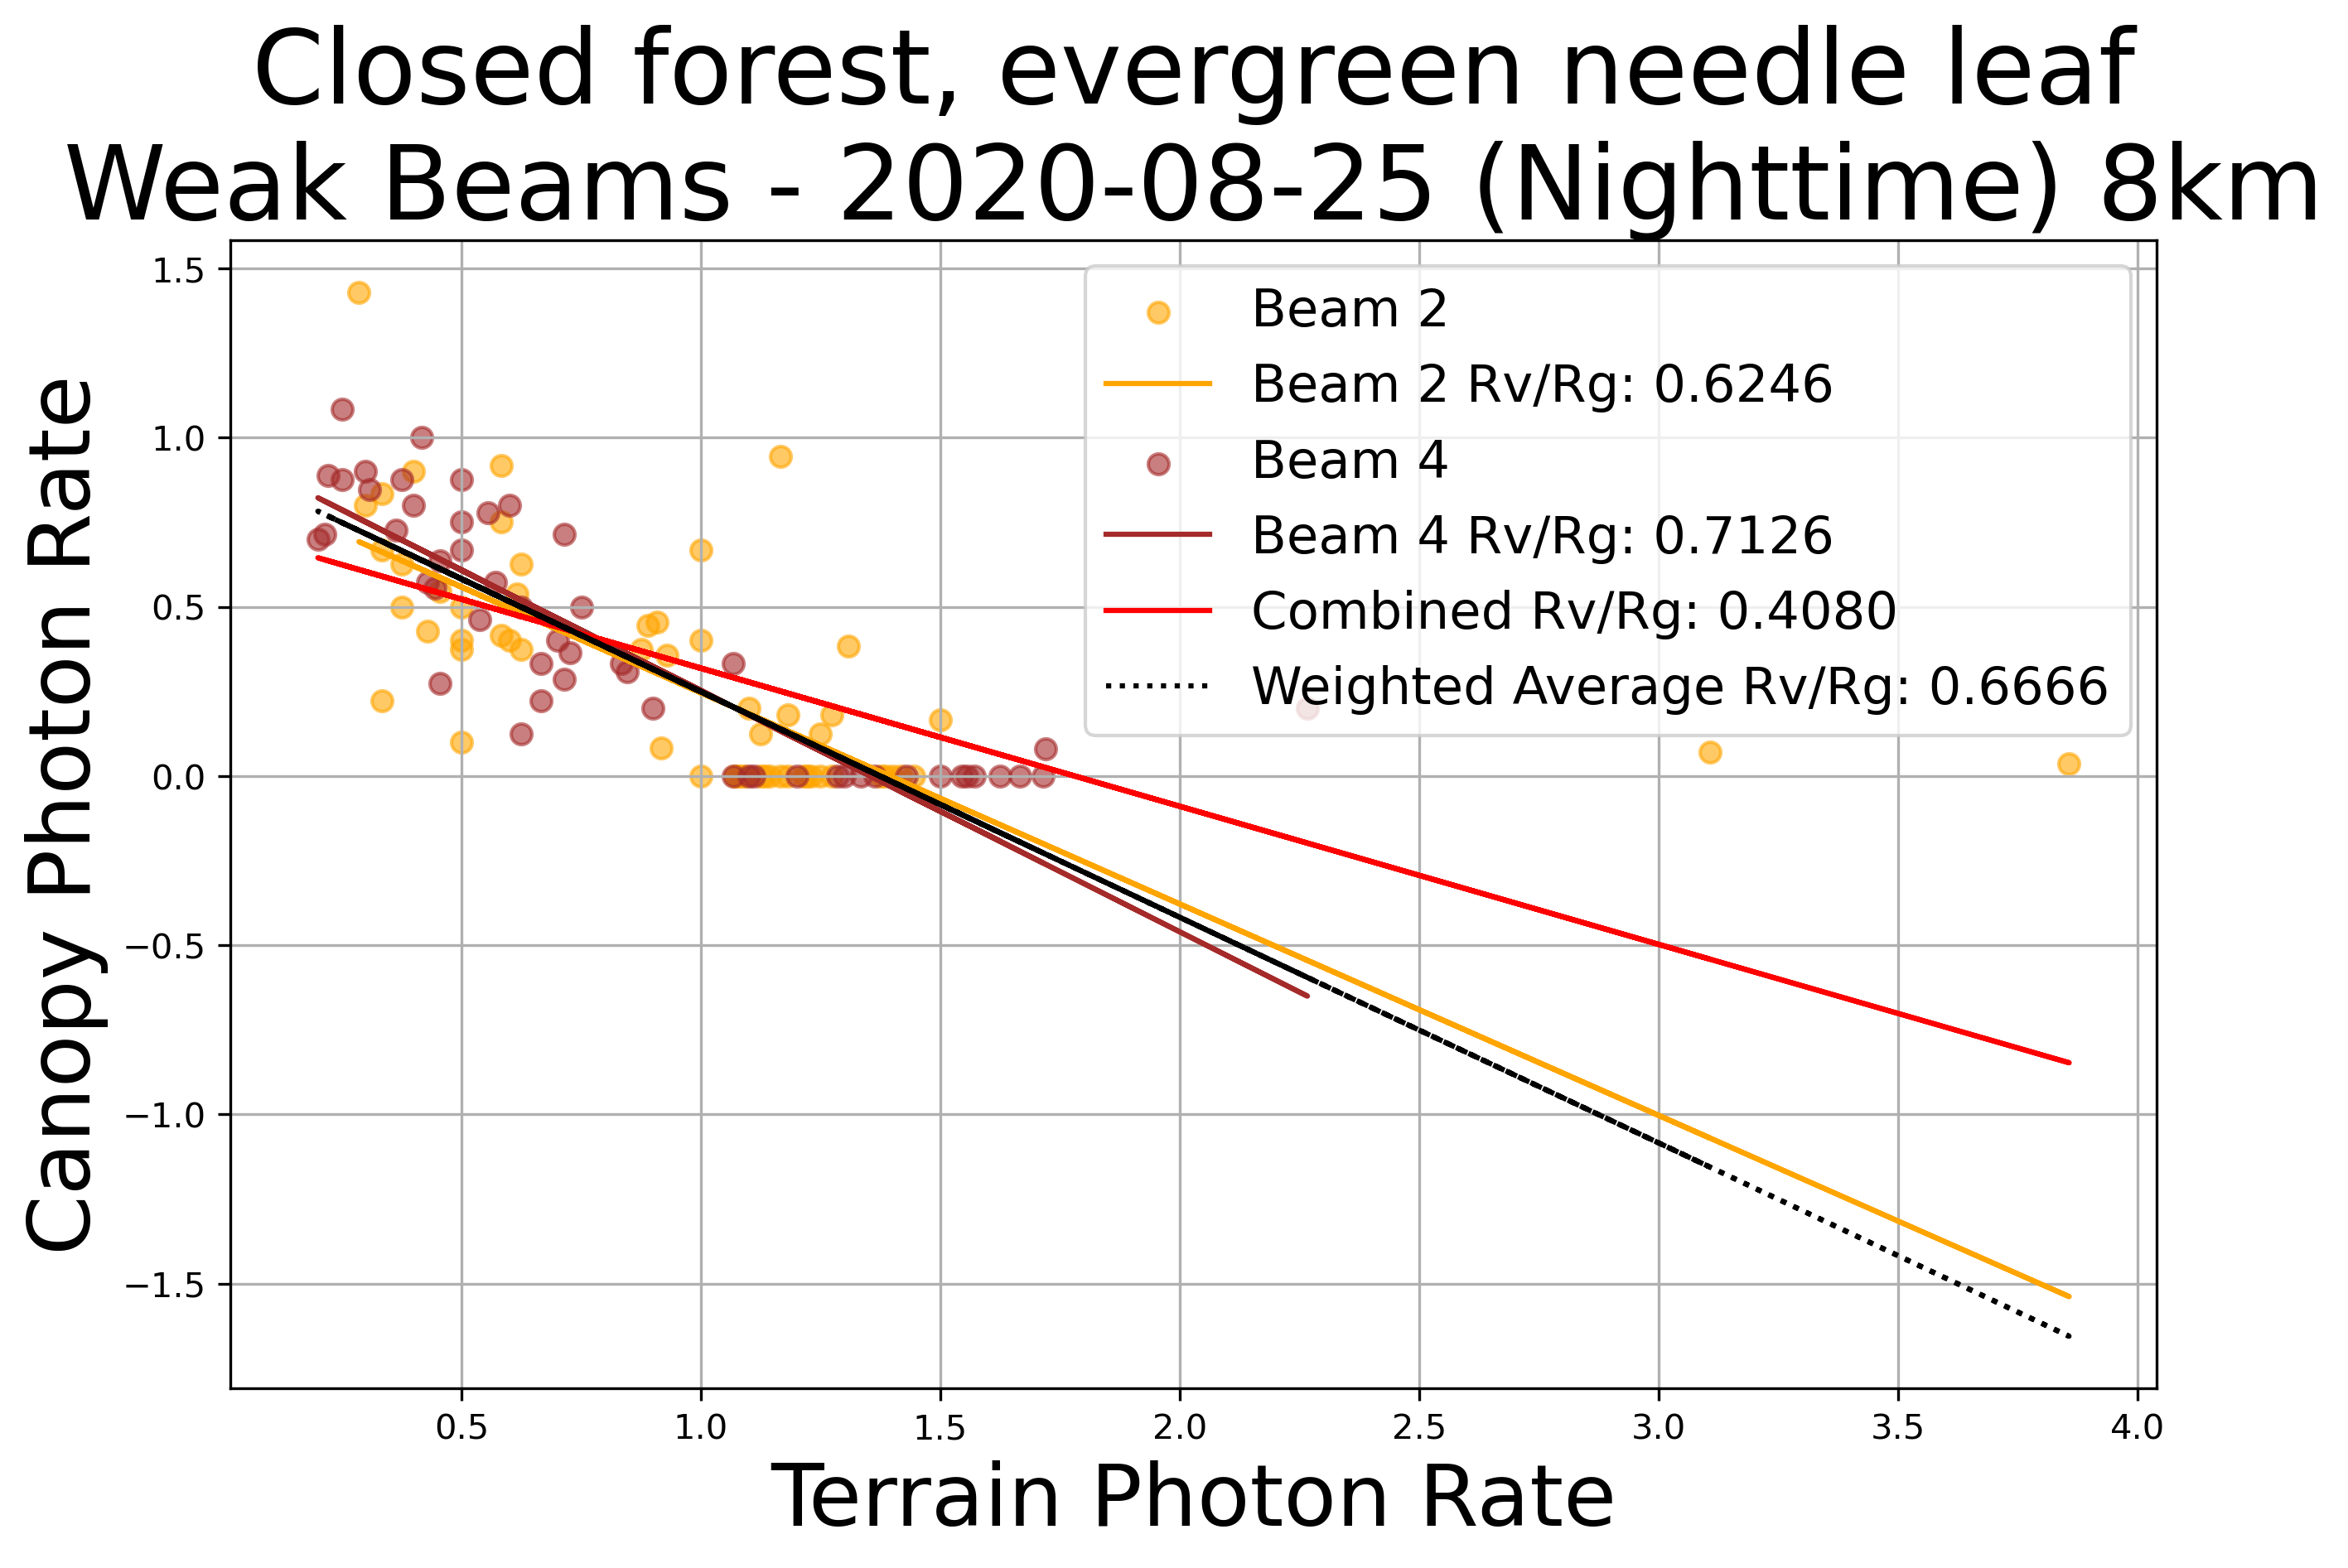 Closed forest, evergreen needle leaf
Weak Beams - 2020-08-25 (Nighttime) 8km
Canopy Photon Rate
1.5
1.0
0.5
0.0
−0.5
−1.0
−1.5
Beam 2
Beam 2 Rv/Rg: 0.6246
Beam 4
Beam 4 Rv/Rg: 0.7126
Combined Rv/Rg: 0.4080
Weighted Average Rv/Rg: 0.6666
0.5 1.0 1.5 2.0 2.5 3.0 3.5 4.0
Terrain Photon Rate